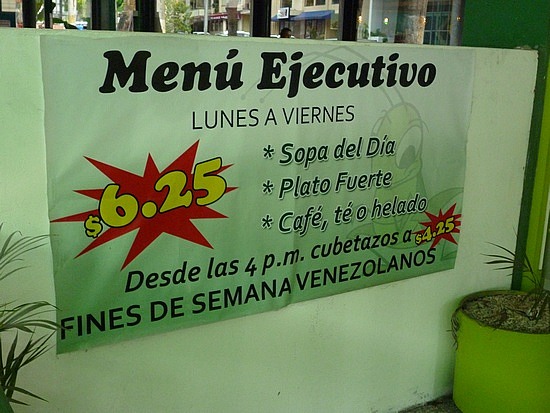 Menú Ejecutivo
LUNES A VIERNES
$6.25
* Sopa del Día
* Plato Fuerte
* Café, té o helado
Desde las 4 p.m. cubetazos a $4.25
FINES DE SEMANA VENEZOLANOS